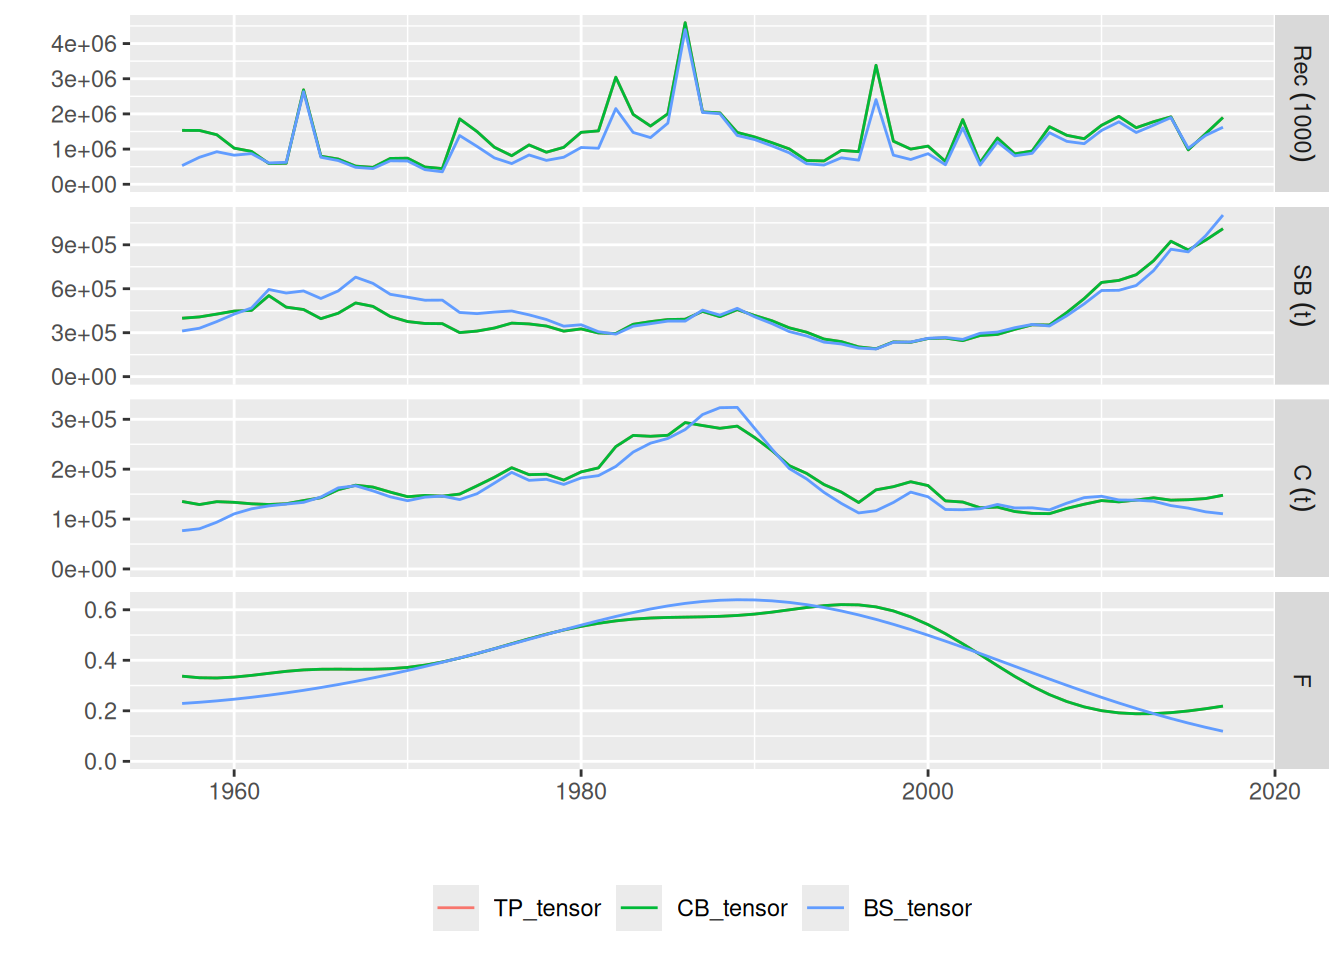 4e+06
3e+06
2e+06
1e+06
0e+00
Rec (1000)
9e+05
6e+05
3e+05
0e+00
SB (t)
3e+05
2e+05
1e+05
0e+00
C (t)
0.6
0.4
0.2
0.0
F
1960 1980 2000 2020
TP_tensor CB_tensor BS_tensor